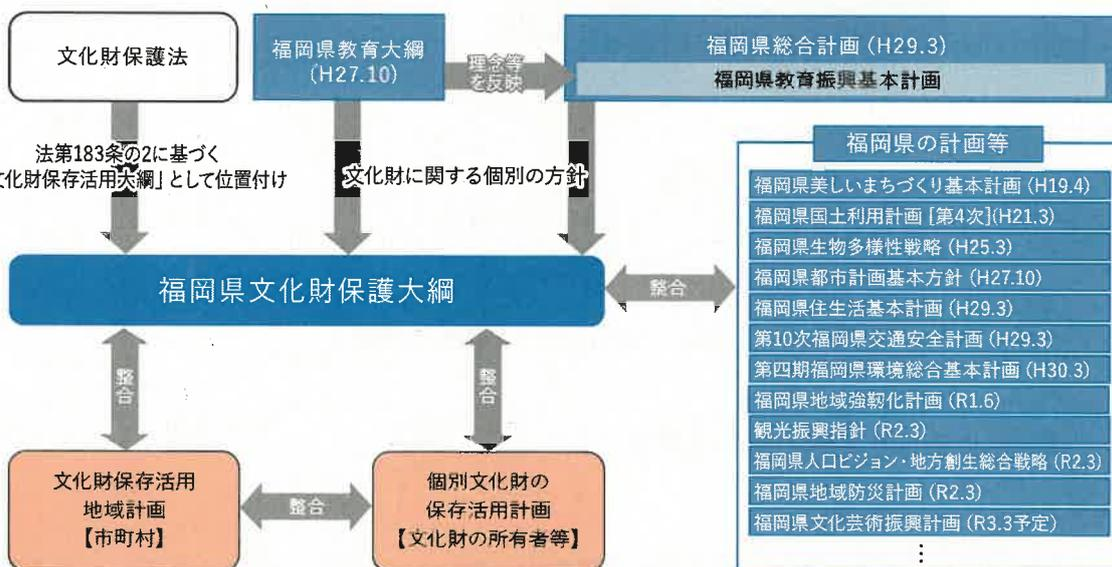 文化財保護法
福岡県教育大綱
(H27.10)
理念等
を反映
福岡県総合計画 (H29.3)
福岡県教育振興基本計画
法第183条の2に基づく
文化財保存活用大綱」として位置付け
文化財に関する個別の方針
福岡県の計画等
福岡県美しいまちづくり基本計画 (H19.4)
福岡県国土利用計画 [第4次](H21.3)
福岡県生物多様性戦略 (H25.3)
福岡県都市計画基本方針 (H27.10)
福岡県住生活基本計画 (H29.3)
第10次福岡県交通安全計画 (H29.3)
第四期福岡県環境総合基本計画 (H30.3)
福岡県地域強靱化計画 (R1.6)
観光振興指針 (R2.3)
福岡県人口ビジョン・地方創生総合戦略 (R2.3)
福岡県地域防災計画 (R2.3)
福岡県文化芸術振興計画 (R3.3予定)
⋮
福岡県文化財保護大綱
整合
整合
整合
文化財保存活用
地域計画
【市町村】
整合
個別文化財の
保存活用計画
【文化財の所有者等】